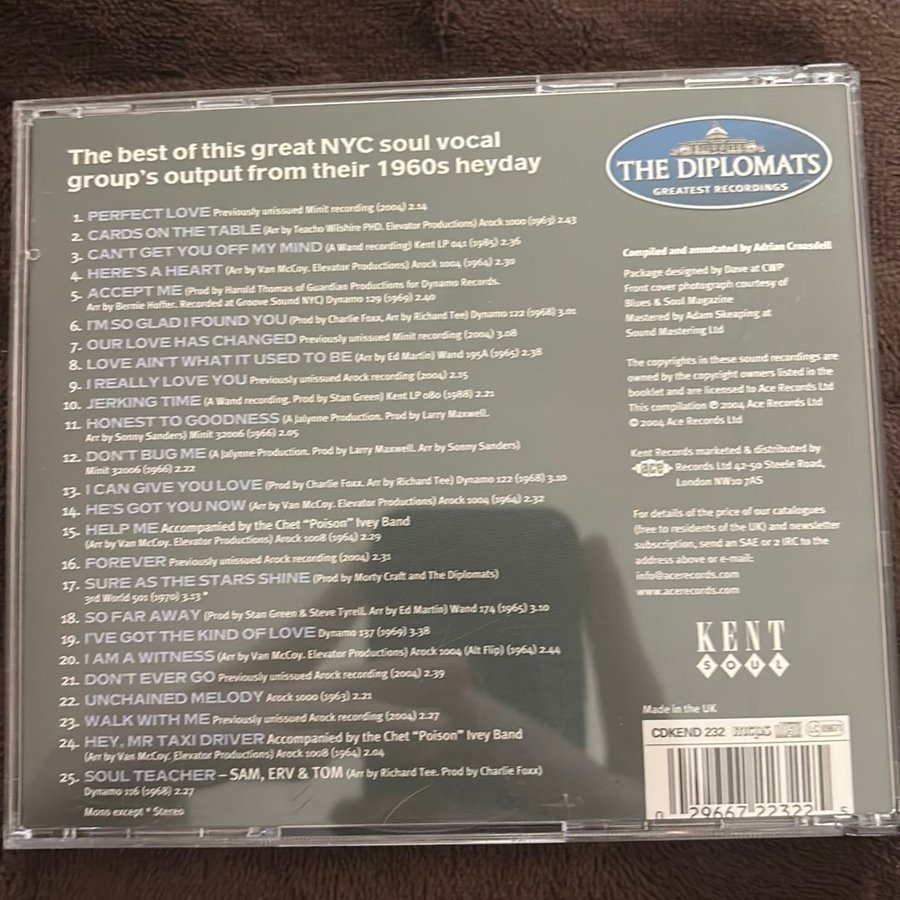 The best of this great NYC soul vocal
group's output from their 1960s heyday
1. PERFECT LOVE Previously unissued Minit recording (2004) 2.14
2. CARDS ON THE TABLE (Arr by Teacho Wilshire PHD. Elevator Productions) Arock 1000 (1963) 2.43
3. CAN'T GET YOU OFF MY MIND (A Wand recording) Kent LP 041 (1985) 2.36
4. HERE'S A HEART (Arr by Van McCoy. Elevator Productions) Arock 1004 (1964) 2.30
5. ACCEPT ME (Prod by Harold Thomas of Guardian Productions for Dynamo Records.
Arr by Bernie Hoffer. Recorded at Groove Sound NYC) Dynamo 129 (1969) 2.40
6. I'M SO GLAD I FOUND YOU (Prod by Charlie Foxx, Arr by Richard Tee) Dynamo 122 (1968) 3.01
7. OUR LOVE HAS CHANGED Previously unissued Minit recording (2004) 3.08
8. LOVE AIN'T WHAT IT USED TO BE (Arr by Ed Martin) Wand 195A (1965) 2.38
9. I REALLY LOVE YOU Previously unissued Arock recording (2004) 2.15
10. JERKING TIME (A Wand recording. Prod by Stan Green) Kent LP 080 (1988) 2.21
11. HONEST TO GOODNESS (A Jalynne Production. Prod by Larry Maxwell.
Arr by Sonny Sanders) Minit 32006 (1966) 2.05
12. DON'T BUG ME (A Jalynne Production. Prod by Larry Maxwell. Arr by Sonny Sanders)
Minit 32006 (1966) 2.22
13. I CAN GIVE YOU LOVE (Prod by Charlie Foxx. Arr by Richard Tee) Dynamo 122 (1968) 3.10
14. HE'S GOT YOU NOW (Arr by Van McCoy. Elevator Productions) Arock 1004 (1964) 2.32
15. HELP ME Accompanied by the Chet "Poison" Ivey Band
(Arr by Van McCoy. Elevator Productions) Arock 1008 (1964) 2.29
16. FOREVER Previously unissued Arock recording (2004) 2.31
17. SURE AS THE STARS SHINE (Prod by Morty Craft and The Diplomats)
3rd World 501 (1970) 3.13 *
18. SO FAR AWAY (Prod by Stan Green & Steve Tyrell. Arr by Ed Martin) Wand 174 (1965) 3.10
19. I'VE GOT THE KIND OF LOVE Dynamo 137 (1969) 3.38
20. I AM A WITNESS (Arr by Van McCoy. Elevator Productions) Arock 1004 (Alt Flip) (1964) 2.44
21. DON'T EVER GO Previously unissued Arock recording (2004) 2.39
22. UNCHAINED MELODY Arock 1000 (1963) 2.21
23. WALK WITH ME Previously unissued Arock recording (2004) 2.27
24. HEY, MR TAXI DRIVER Accompanied by the Chet "Poison" Ivey Band
(Arr by Van McCoy. Elevator Productions) Arock 1008 (1964) 2.04
25. SOUL TEACHER – SAM, ERV & TOM (Arr by Richard Tee. Prod by Charlie Foxx)
Dynamo 116 (1968) 2.27
Mono except * Stereo
THE DIPLOMATS
GREATEST RECORDINGS
Compiled and annotated by Adrian Croasdell
Package designed by Dave at CWP
Front cover photograph courtesy of
Blues & Soul Magazine
Mastered by Adam Skeaping at
Sound Mastering Ltd
The copyrights in these sound recordings are
owned by the copyright owners listed in the
booklet and are licensed to Ace Records Ltd
This compilation ℗ 2004 Ace Records Ltd
© 2004 Ace Records Ltd
Kent Records marketed & distributed by
ace Records Ltd 42-50 Steele Road,
London NW10 7AS
For details of the price of our catalogues
(free to residents of the UK) and newsletter
subscription, send an SAE or 2 IRC to the
address above or e-mail:
info@acerecords.com
www.acerecords.com
KENT
SOUL
Made in the UK
CDKEND 232 mcps
0 29667 22322 5